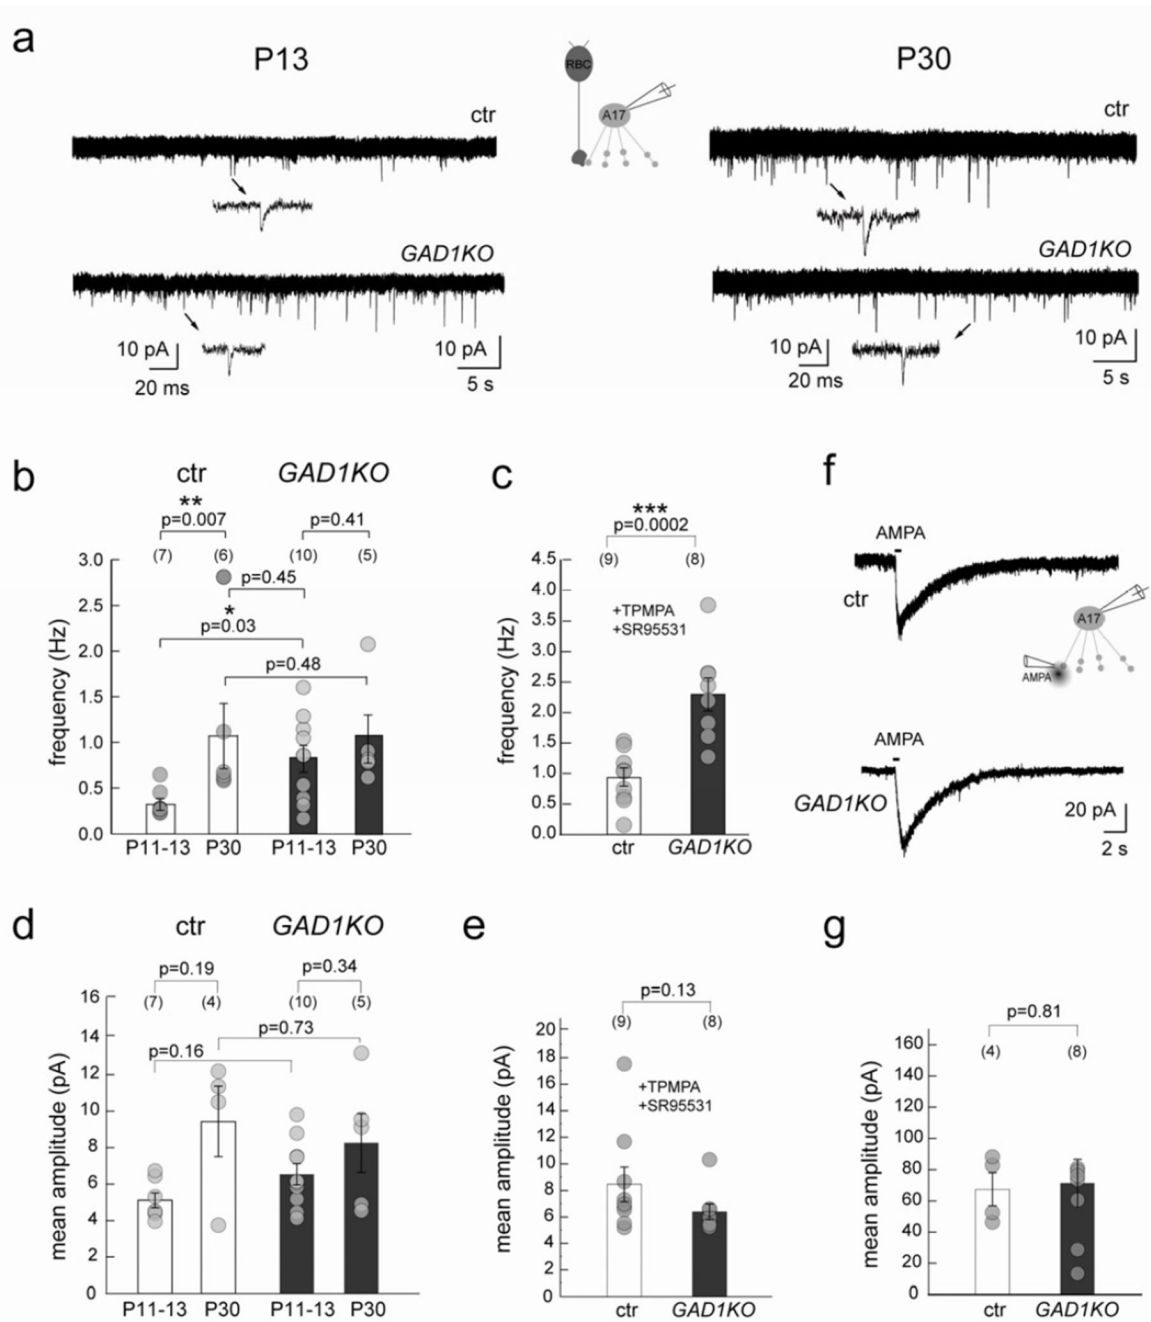 a
P13
P30
RBC
A17
ctr
ctr
GAD1KO
GAD1KO
10 pA
20 ms
10 pA
5 s
10 pA
20 ms
10 pA
5 s
b
ctr
GAD1KO
**
p=0.007
p=0.41
(7)
(6)
(10)
(5)
p=0.45
*
p=0.03
p=0.48
frequency (Hz)
3.0
2.5
2.0
1.5
1.0
0.5
0.0
P11-13
P30
P11-13
P30
c
***
p=0.0002
(9)
(8)
+TPMPA
+SR95531
frequency (Hz)
4.5
4.0
3.5
3.0
2.5
2.0
1.5
1.0
0.5
0.0
ctr
GAD1KO
f
AMPA
ctr
A17
AMPA
AMPA
GAD1KO
20 pA
2 s
d
ctr
GAD1KO
p=0.19
p=0.34
(7)
(4)
(10)
(5)
p=0.73
p=0.16
mean amplitude (pA)
16
14
12
10
8
6
4
2
0
P11-13
P30
P11-13
P30
e
p=0.13
(9)
(8)
+TPMPA
+SR95531
mean amplitude (pA)
20
18
16
14
12
10
8
6
4
2
0
ctr
GAD1KO
g
p=0.81
(4)
(8)
mean amplitude (pA)
160
140
120
100
80
60
40
20
0
ctr
GAD1KO